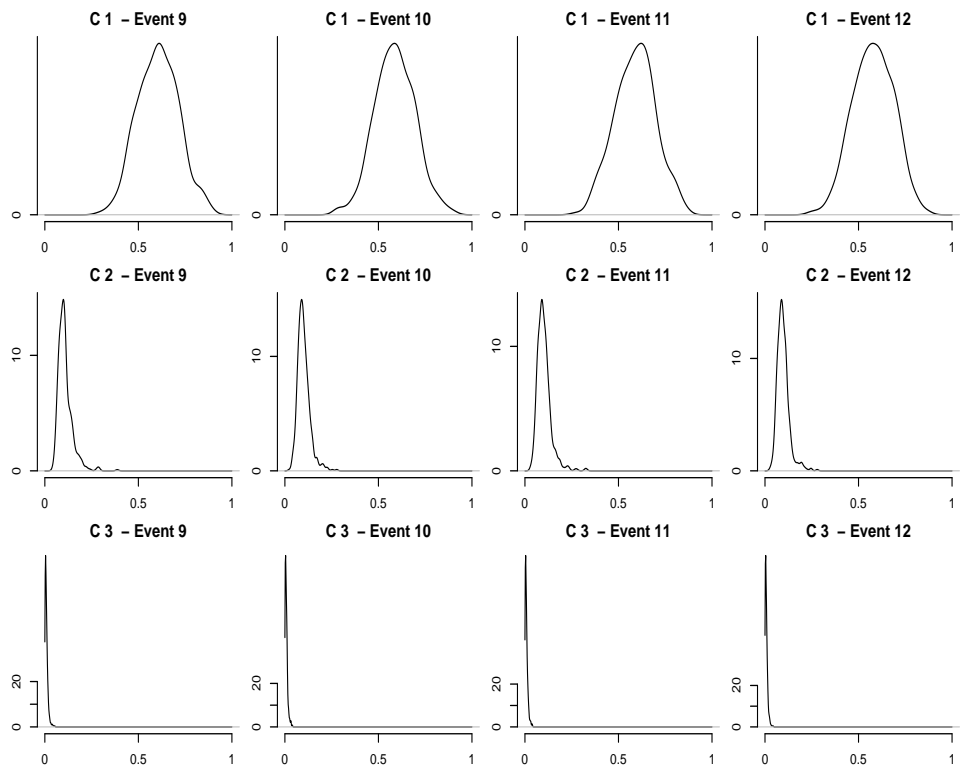 C 1 – Event 9
C 1 – Event 10
C 1 – Event 11
C 1 – Event 12
0
0
0
0
0 0.5 1
0 0.5 1
0 0.5 1
0 0.5 1
C 2 – Event 9
C 2 – Event 10
C 2 – Event 11
C 2 – Event 12
0 10
0 10
0 10
0 10
0 0.5 1
0 0.5 1
0 0.5 1
0 0.5 1
C 3 – Event 9
C 3 – Event 10
C 3 – Event 11
C 3 – Event 12
0 20
0 20
0 20
0 20
0 0.5 1
0 0.5 1
0 0.5 1
0 0.5 1